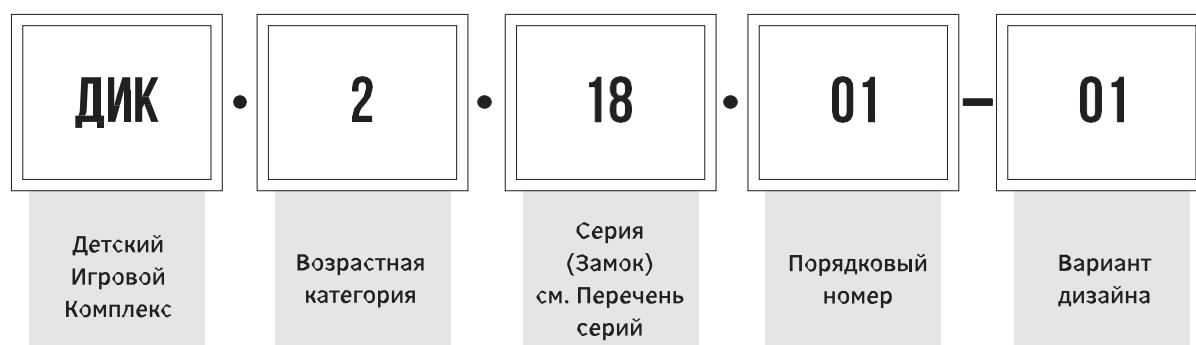 ДИК • 2 • 18 • 01 – 01
Детский
Игровой
Комплекс
Возрастная
категория
Серия
(Замок)
см. Перечень
серий
Порядковый
номер
Вариант
дизайна